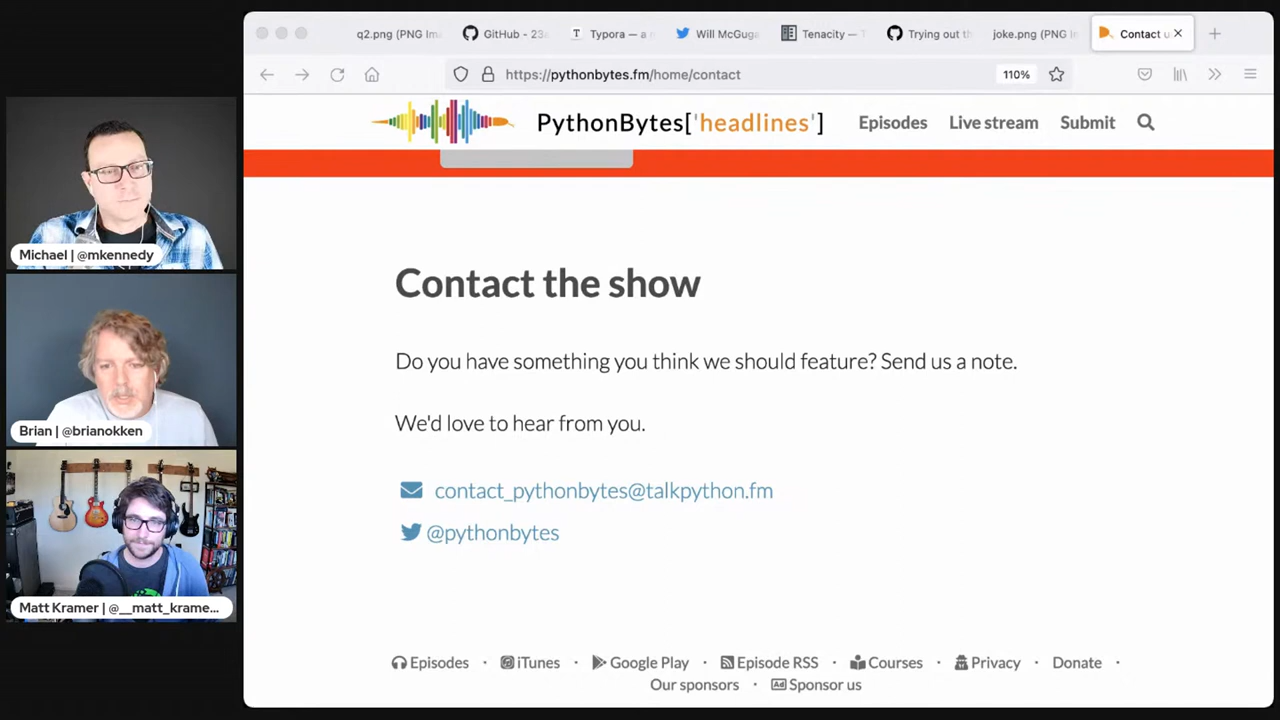 q2.png (PNG Ima
GitHub - 23a
Typora — a m
Will McGuga
Tenacity — T
Trying out th
joke.png (PNG Im
Contact u
https://pythonbytes.fm/home/contact
110%
PythonBytes['headlines']
Episodes
Live stream
Submit
Michael | @mkennedy
Brian | @brianokken
Matt Kramer | @__matt_krame...
Contact the show
Do you have something you think we should feature? Send us a note.
We'd love to hear from you.
contact_pythonbytes@talkpython.fm
@pythonbytes
Episodes · iTunes · Google Play · Episode RSS · Courses · Privacy · Donate ·
Our sponsors · Ad Sponsor us